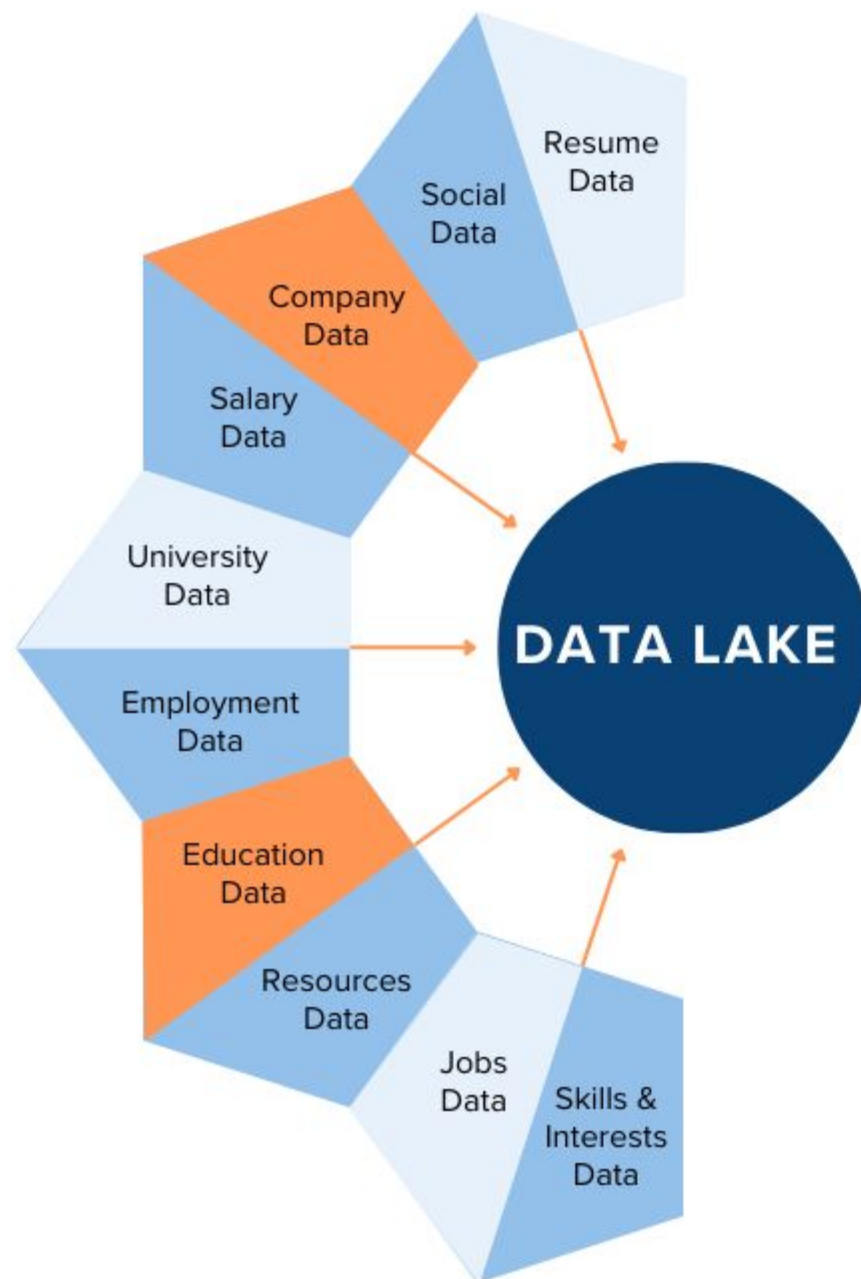 Resume
Data
Social
Data
Company
Data
Salary
Data
University
Data
DATA LAKE
Employment
Data
Education
Data
Resources
Data
Jobs
Data
Skills &
Interests
Data